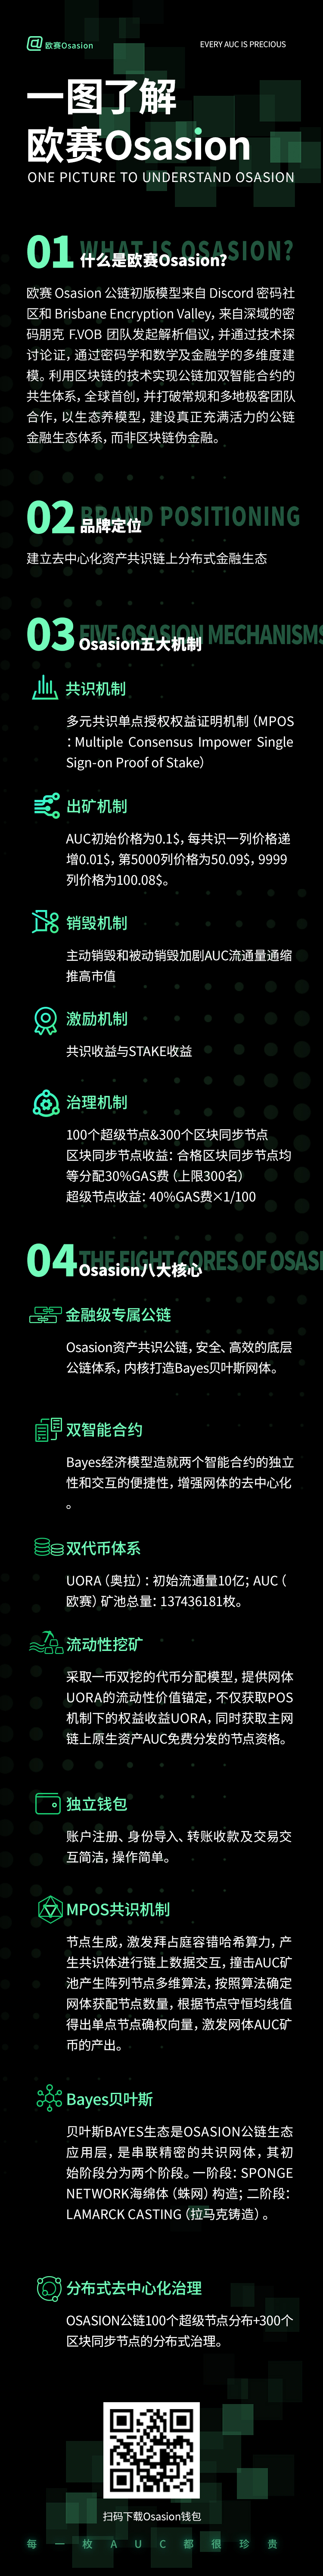 @欧赛Osasion
EVERY AUC IS PRECIOUS
一图了解
欧赛Osasion
ONE PICTURE TO UNDERSTAND OSASION
01 WHAT IS OSASION?
什么是欧赛Osasion?
欧赛 Osasion 公链初版模型来自 Discord 密码社
区和 Brisbane Encryption Valley，来自深域的密
码朋克 F.VOB 团队发起解析倡议，并通过技术探
讨论证，通过密码学和数学及金融学的多维度建
模。利用区块链的技术实现公链加双智能合约的
共生体系，全球首创，并打破常规和多地极客团队
合作，以生态养模型，建设真正充满活力的公链
金融生态体系，而非区块链伪金融。
02 BRAND POSITIONING
品牌定位
建立去中心化资产共识链上分布式金融生态
03 FIVE OSASION MECHANISMS
Osasion五大机制
共识机制
多元共识单点授权权益证明机制（MPOS
：Multiple Consensus Impower Single
Sign-on Proof of Stake）
出矿机制
AUC初始价格为0.1$，每共识一列价格递
增0.01$，第5000列价格为50.09$，9999
列价格为100.08$。
销毁机制
主动销毁和被动销毁加剧AUC流通量通缩
推高市值
激励机制
共识收益与STAKE收益
治理机制
100个超级节点&300个区块同步节点
区块同步节点收益：合格区块同步节点均
等分配30%GAS费（上限300名）
超级节点收益：40%GAS费×1/100
04 THE EIGHT CORES OF OSASI
Osasion八大核心
金融级专属公链
Osasion资产共识公链，安全、高效的底层
公链体系，内核打造Bayes贝叶斯网体。
双智能合约
Bayes经济模型造就两个智能合约的独立
性和交互的便捷性，增强网体的去中心化
。
双代币体系
UORA（奥拉）：初始流通量10亿；AUC（
欧赛）矿池总量：137436181枚。
流动性挖矿
采取一币双挖的代币分配模型，提供网体
UORA的流动性价值锚定，不仅获取POS
机制下的权益收益UORA，同时获取主网
链上原生资产AUC免费分发的节点资格。
独立钱包
账户注册、身份导入、转账收款及交易交
互简洁，操作简单。
MPOS共识机制
节点生成，激发拜占庭容错哈希算力，产
生共识体进行链上数据交互，撞击AUC矿
池产生阵列节点多维算法，按照算法确定
网体获配节点数量，根据节点守恒均线值
得出单点节点确权向量，激发网体AUC矿
币的产出。
Bayes贝叶斯
贝叶斯BAYES生态是OSASION公链生态
应用层，是串联精密的共识网体，其初
始阶段分为两个阶段。一阶段：SPONGE
NETWORK海绵体（蛛网）构造；二阶段：
LAMARCK CASTING（拉马克铸造）。
分布式去中心化治理
OSASION公链100个超级节点分布+300个
区块同步节点的分布式治理。
扫码下载Osasion钱包
每一枚AUC都很珍贵